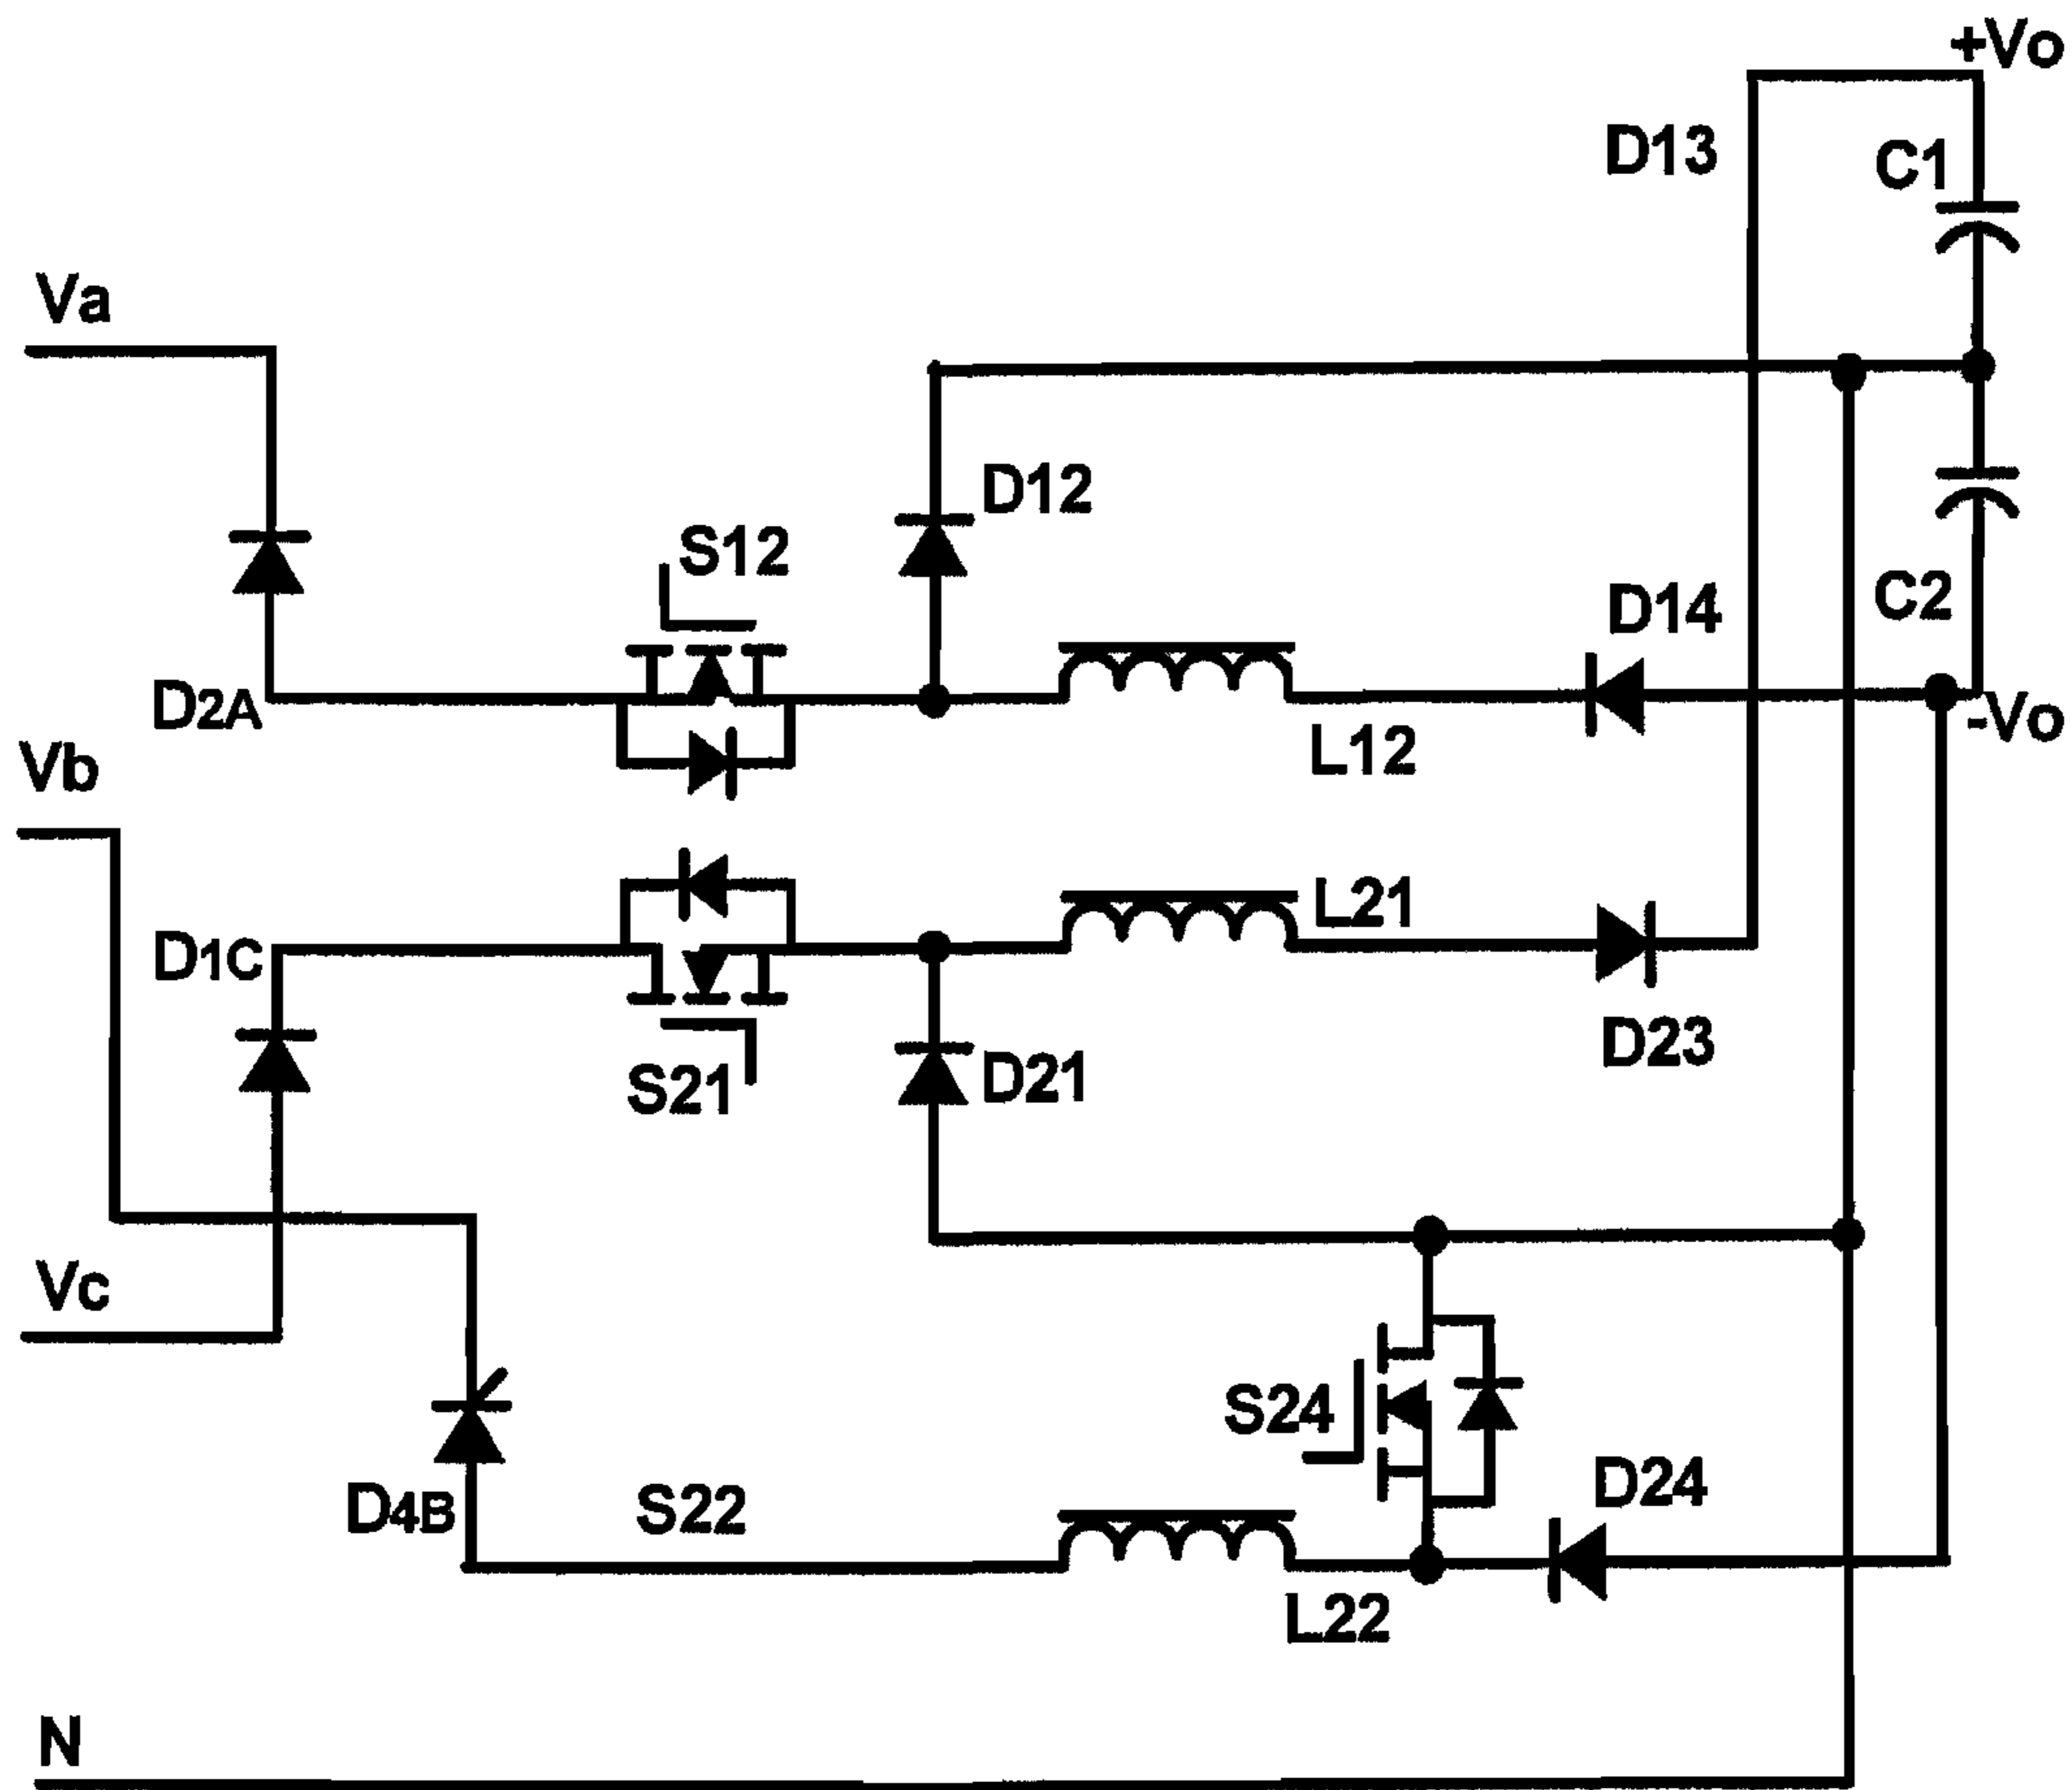 +Vo
D13
C1
Va
D12
S12
D14
C2
D2A
L12
-Vo
Vb
L21
D1C
D23
S21
D21
Vc
S24
D24
D4B
S22
L22
N